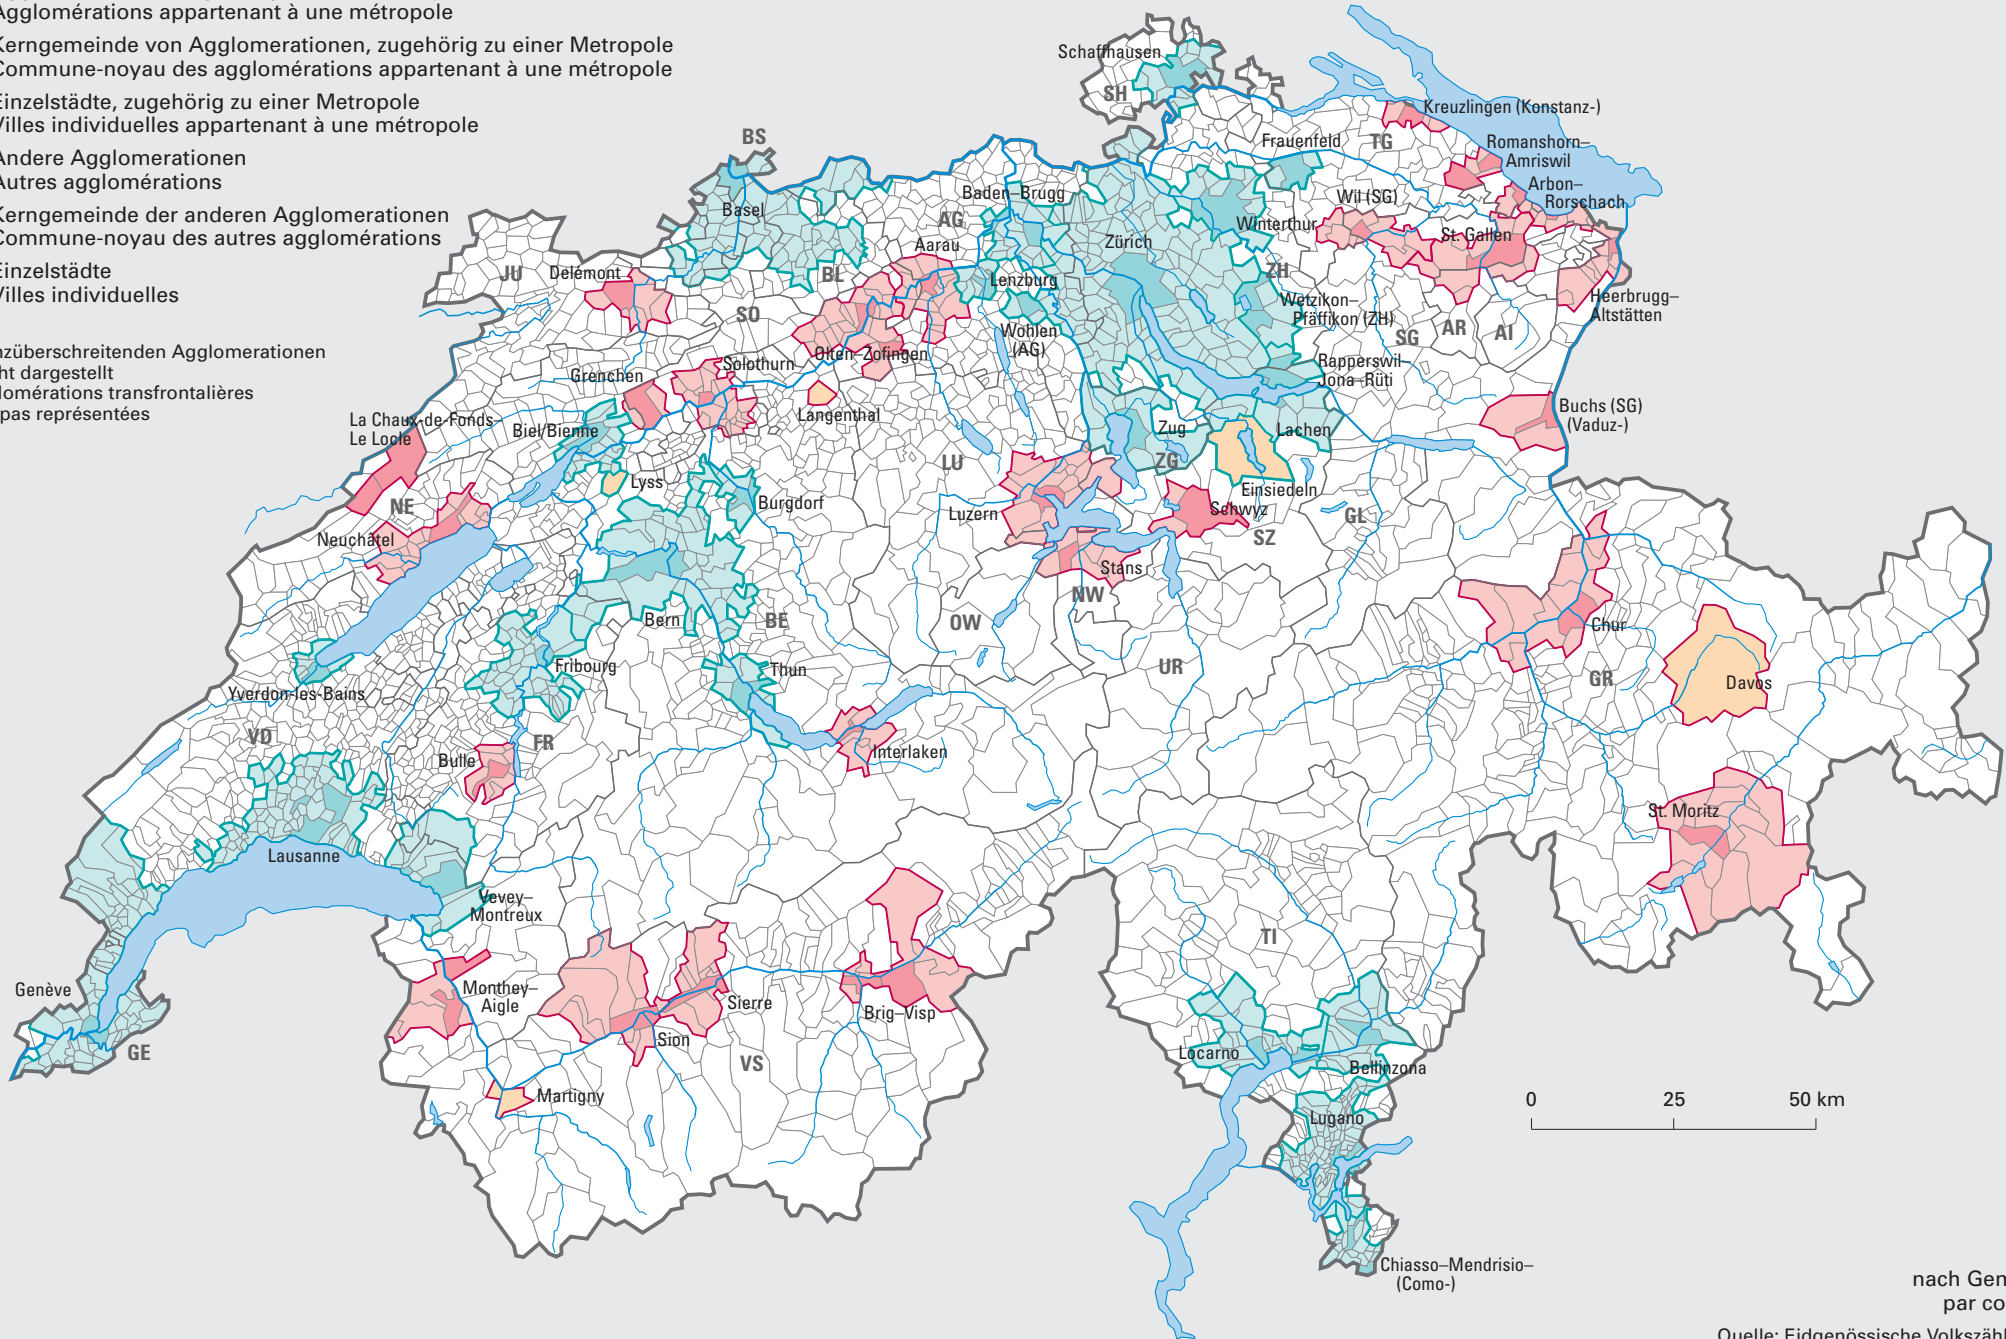 Agglomérations appartenant à une métropole
Kerngemeinde von Agglomerationen, zugehörig zu einer Metropole
Commune-noyau des agglomérations appartenant à une métropole
Einzelstädte, zugehörig zu einer Metropole
Villes individuelles appartenant à une métropole
Andere Agglomerationen
Autres agglomérations
Kerngemeinde der anderen Agglomerationen
Commune-noyau des autres agglomérations
Einzelstädte
Villes individuelles
nzüberschreitenden Agglomerationen
ht dargestellt
lomérations transfrontalières
pas représentées
Schaffhausen
SH
Kreuzlingen (Konstanz-)
BS
Frauenfeld
TG
Romanshorn–
Amriswil
Arbon–
Rorschach
Basel
Baden–Brugg
Wil (SG)
AG
Winterthur
St. Gallen
Aarau
Zürich
JU
Delémont
BL
Lenzburg
ZH
Heerbrugg–
Altstätten
SO
Wetzikon–
Pfäffikon (ZH)
Wohlen
(AG)
SG
AR
AI
Olten–Zofingen
Solothurn
Grenchen
Rapperswil–
Jona–Rüti
Langenthal
Buchs (SG)
(Vaduz-)
La Chaux-de-Fonds–
Le Locle
Biel/Bienne
Zug
Lachen
LU
ZG
Lyss
Einsiedeln
Burgdorf
NE
Luzern
Schwyz
GL
SZ
Neuchâtel
Stans
NW
Bern
BE
OW
Chur
Fribourg
Thun
UR
GR
Davos
Yverdon-les-Bains
VD
FR
Bulle
Interlaken
St. Moritz
Lausanne
Vevey–
Montreux
TI
Genève
Monthey–
Aigle
Sierre
Brig–Visp
Sion
Locarno
GE
VS
Bellinzona
Martigny
Lugano
0 25 50 km
Chiasso–Mendrisio–
(Como-)
nach Gem
par co
Quelle: Eidgenössische Volkszähl